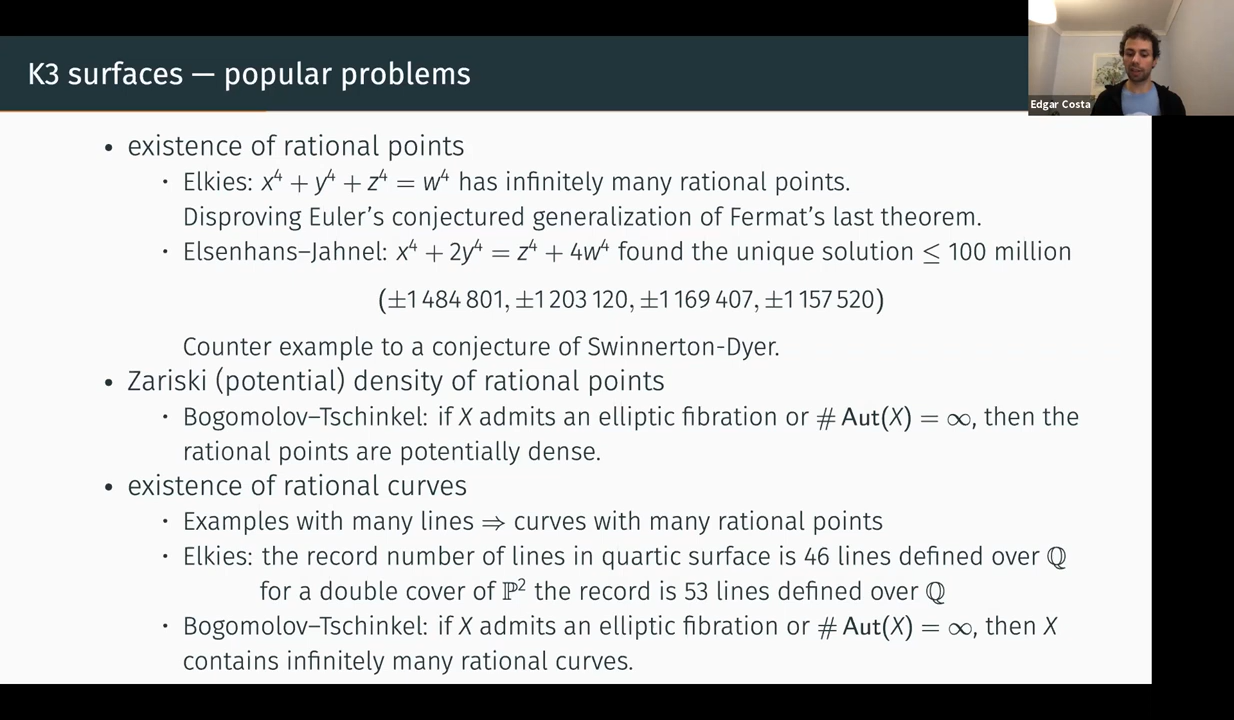 K3 surfaces — popular problems
Edgar Costa
• existence of rational points
· Elkies: x⁴ + y⁴ + z⁴ = w⁴ has infinitely many rational points.
Disproving Euler's conjectured generalization of Fermat's last theorem.
· Elsenhans–Jahnel: x⁴ + 2y⁴ = z⁴ + 4w⁴ found the unique solution ≤ 100 million
(±1 484 801, ±1 203 120, ±1 169 407, ±1 157 520)
Counter example to a conjecture of Swinnerton-Dyer.
• Zariski (potential) density of rational points
· Bogomolov–Tschinkel: if X admits an elliptic fibration or # Aut(X) = ∞, then the
rational points are potentially dense.
• existence of rational curves
· Examples with many lines ⇒ curves with many rational points
· Elkies: the record number of lines in quartic surface is 46 lines defined over ℚ
for a double cover of ℙ² the record is 53 lines defined over ℚ
· Bogomolov–Tschinkel: if X admits an elliptic fibration or # Aut(X) = ∞, then X
contains infinitely many rational curves.